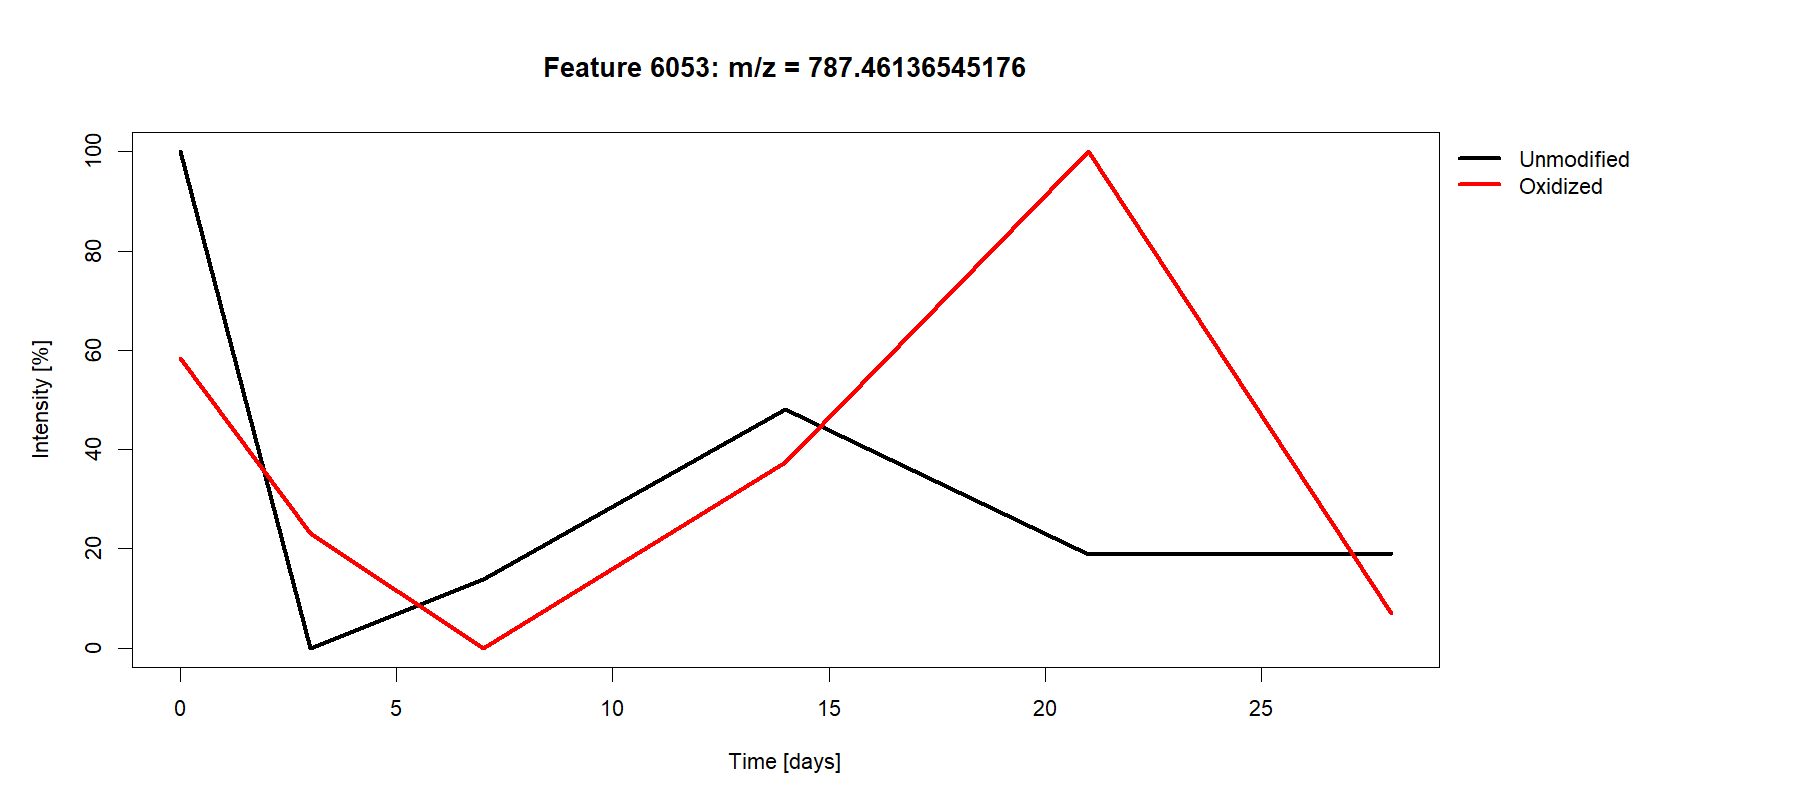 Feature 6053: m/z = 787.46136545176
Unmodified
Oxidized
Intensity [%]
100
80
60
40
20
0
0 5 10 15 20 25
Time [days]